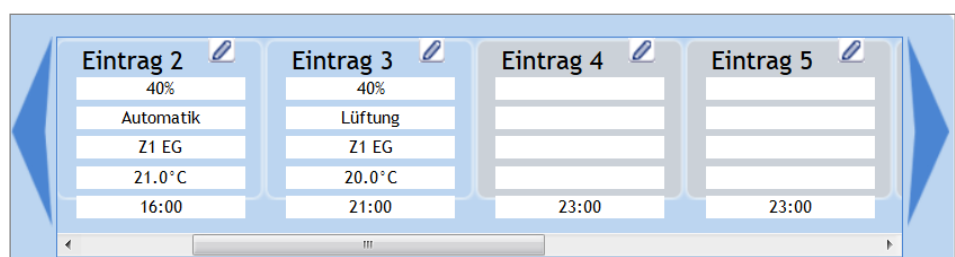 Eintrag 2
40%
Automatik
Z1 EG
21.0°C
16:00
Eintrag 3
40%
Lüftung
Z1 EG
20.0°C
21:00
Eintrag 4
23:00
Eintrag 5
23:00